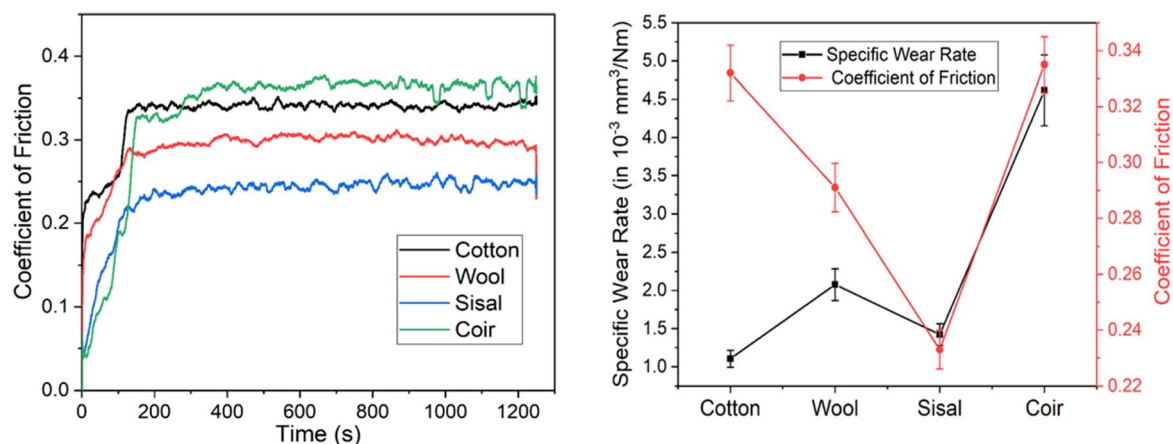 0.4
0.3
0.2
0.1
0.0
Coefficient of Friction
0
200
400
600
800
1000
1200
Time (s)
Cotton
Wool
Sisal
Coir
5.5
5.0
4.5
4.0
3.5
3.0
2.5
2.0
1.5
1.0
Specific Wear Rate (in 10⁻³ mm³/Nm)
Specific Wear Rate
Coefficient of Friction
Cotton
Wool
Sisal
Coir
0.34
0.32
0.30
0.28
0.26
0.24
0.22
Coefficient of Friction